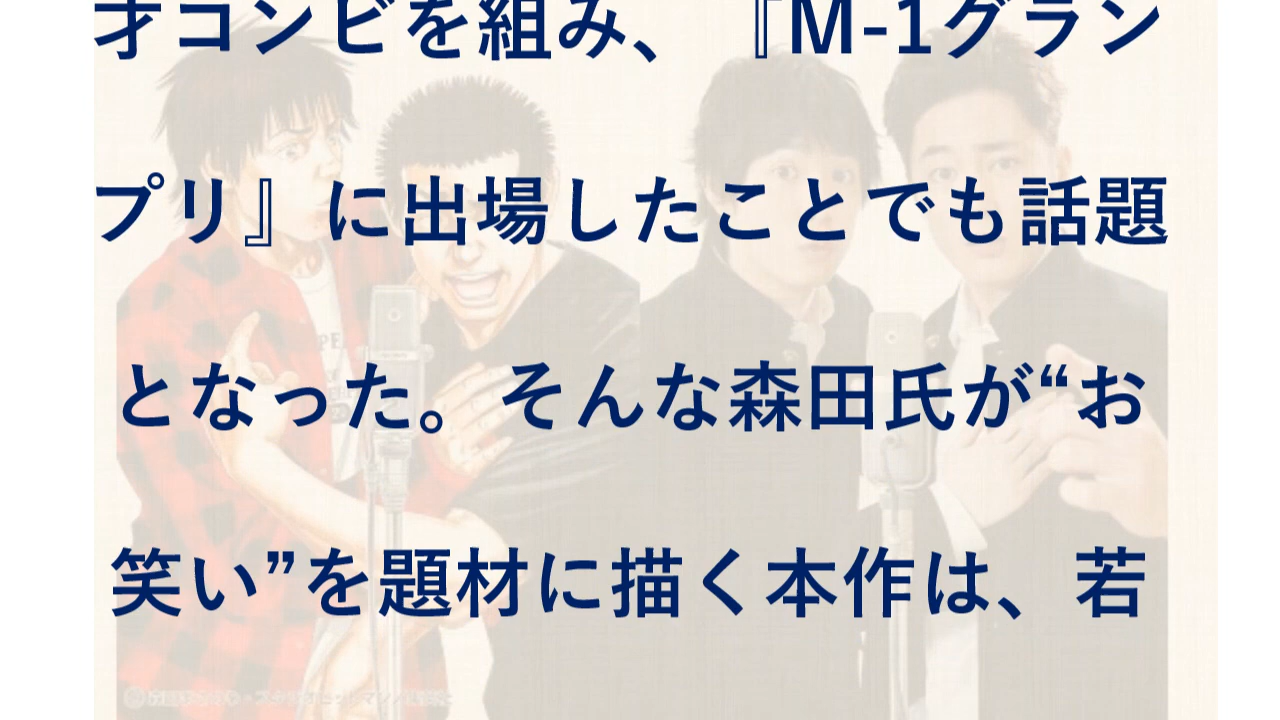 才コンビを組み、『M-1グラン
プリ』に出場したことでも話題
となった。そんな森田氏が“お
笑い”を題材に描く本作は、若